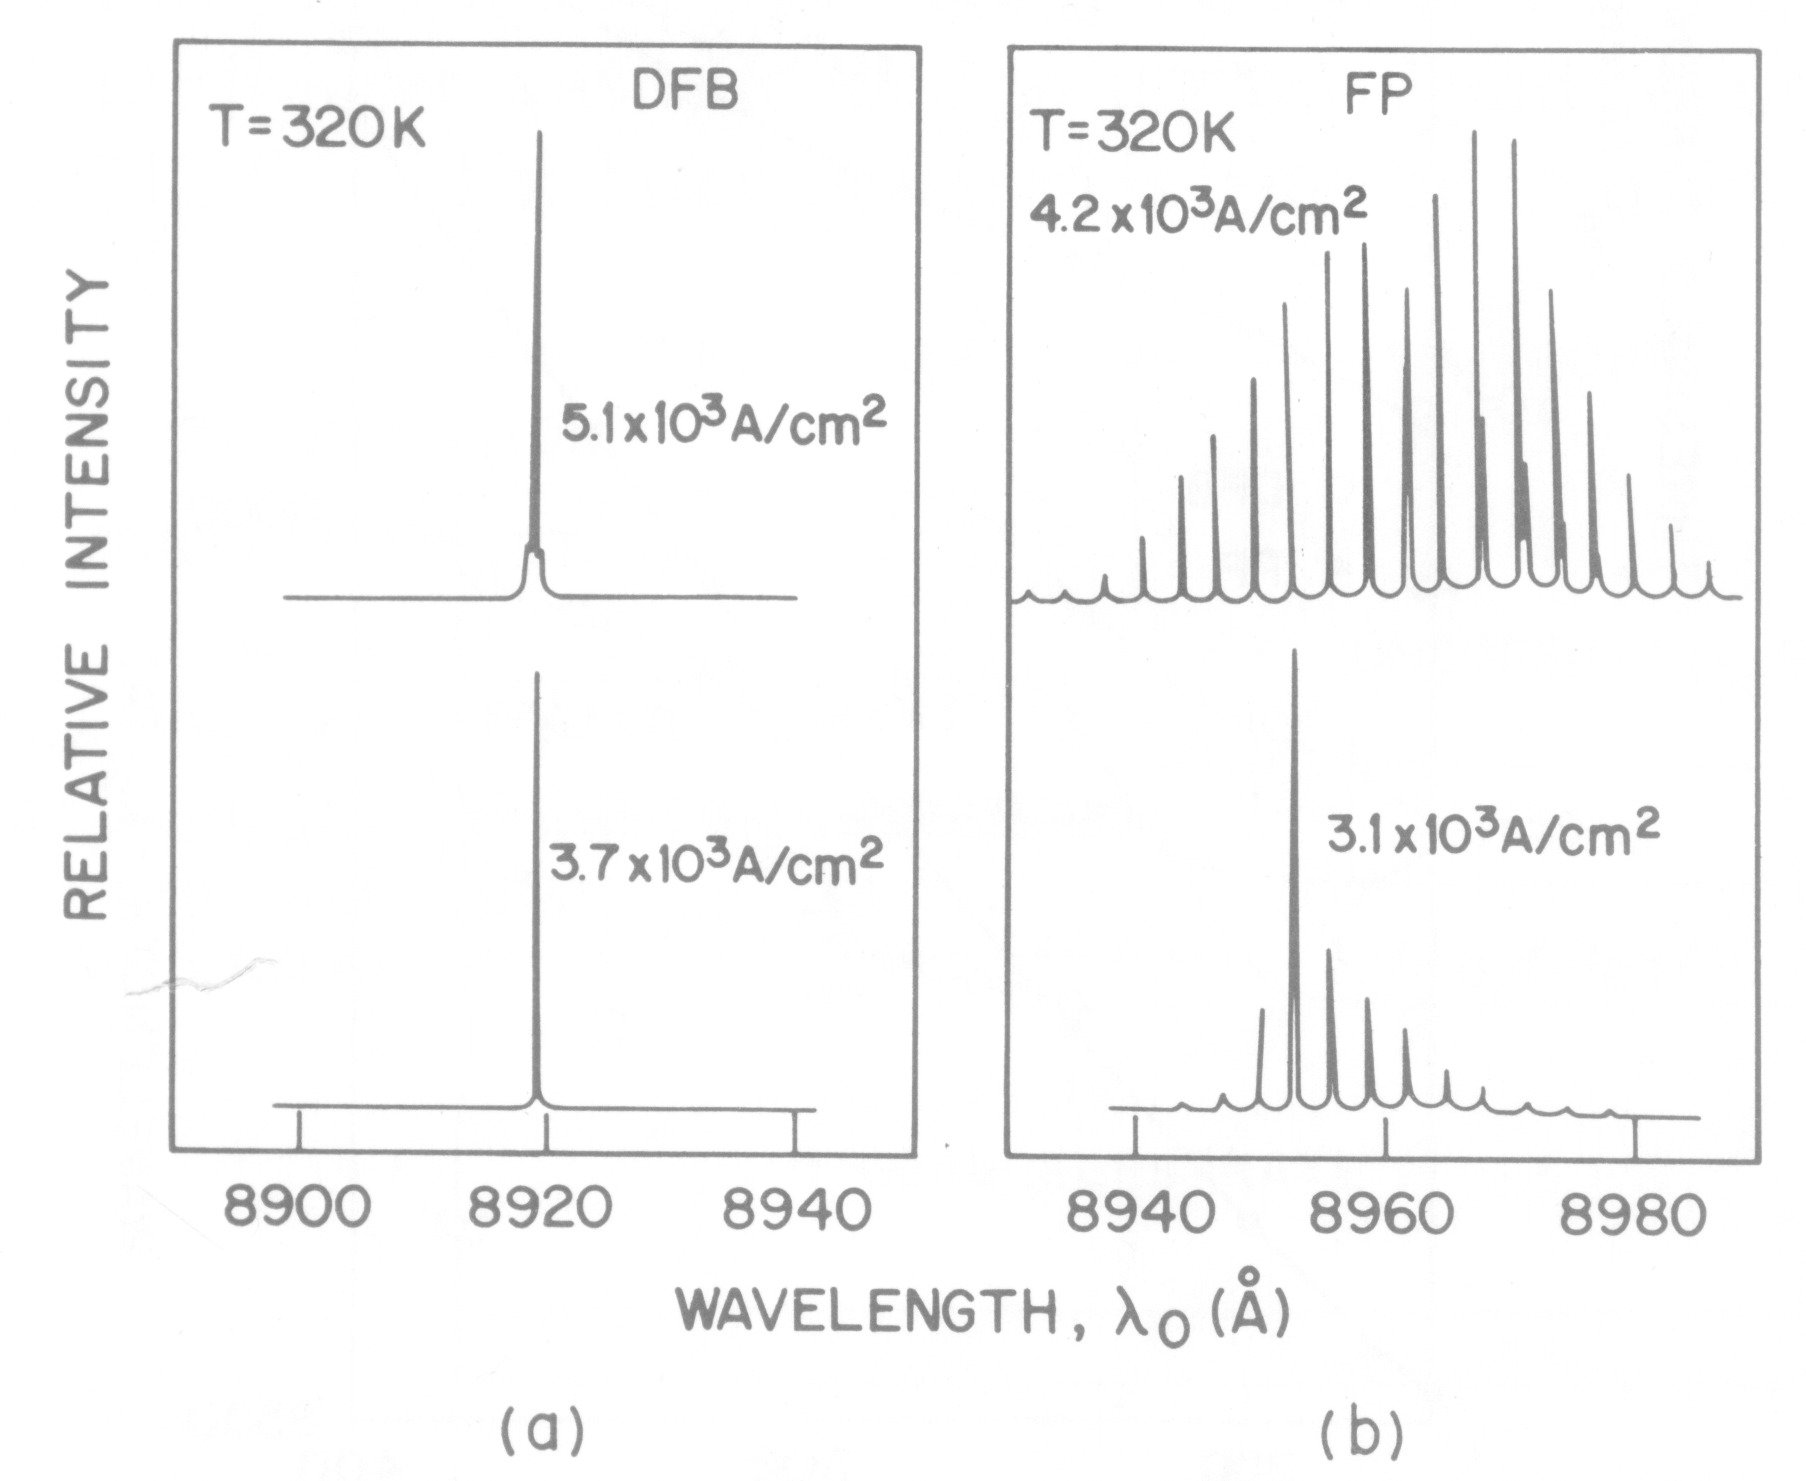 RELATIVE INTENSITY
DFB
T=320K
5.1x10³A/cm²
3.7x10³A/cm²
8900 8920 8940
FP
T=320K
4.2x10³A/cm²
3.1x10³A/cm²
8940 8960 8980
WAVELENGTH, λO (Å)
(a) (b)